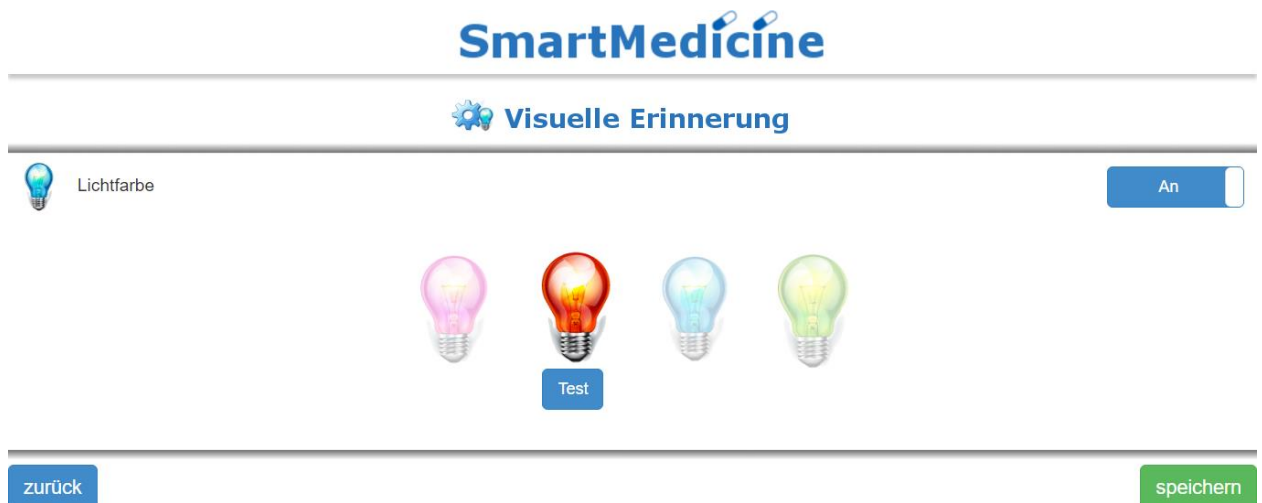 SmartMedicine
Visuelle Erinnerung
Lichtfarbe
An
Test
zurück
speichern